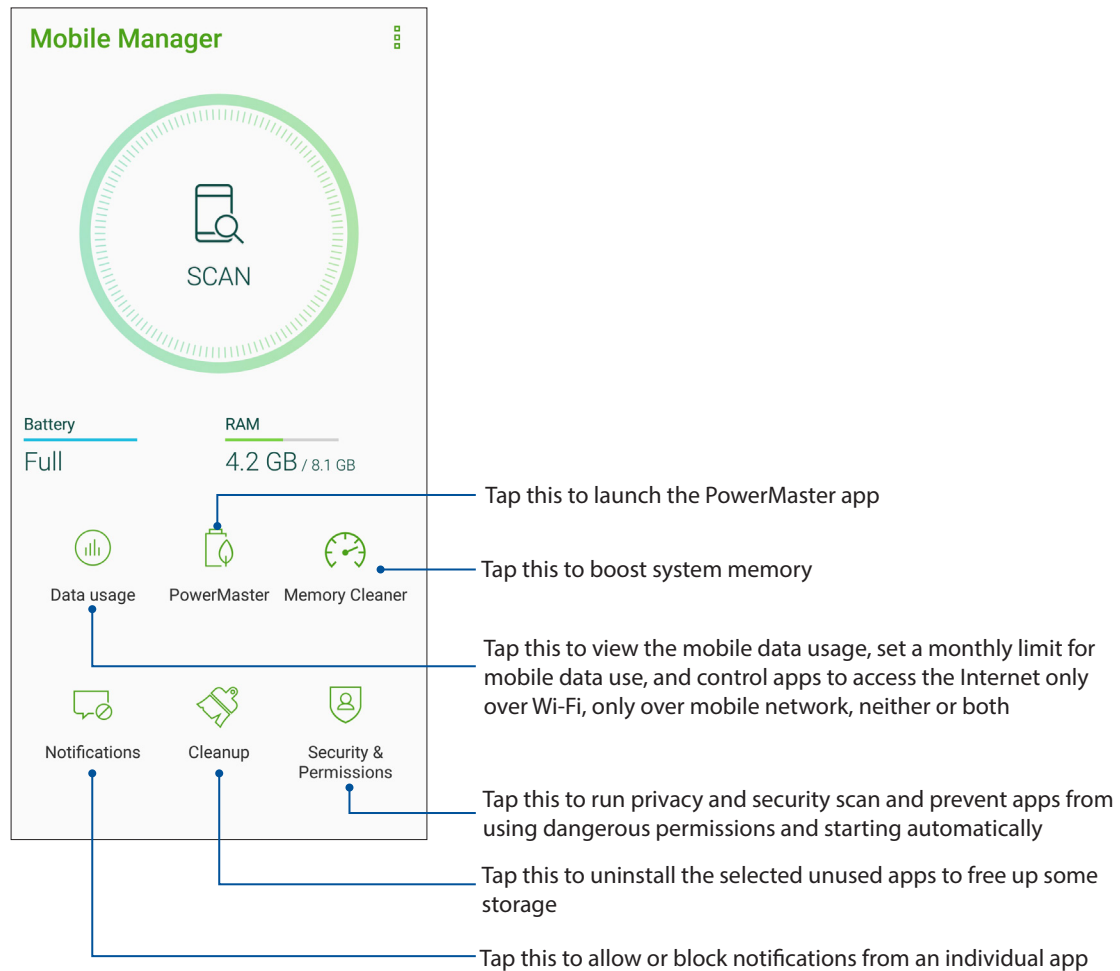 Mobile Manager
SCAN
Battery
RAM
Full
4.2 GB / 8.1 GB
Tap this to launch the PowerMaster app
Tap this to boost system memory
Data usage
PowerMaster
Memory Cleaner
Tap this to view the mobile data usage, set a monthly limit for
mobile data use, and control apps to access the Internet only
over Wi-Fi, only over mobile network, neither or both
Notifications
Cleanup
Security &
Permissions
Tap this to run privacy and security scan and prevent apps from
using dangerous permissions and starting automatically
Tap this to uninstall the selected unused apps to free up some
storage
Tap this to allow or block notifications from an individual app